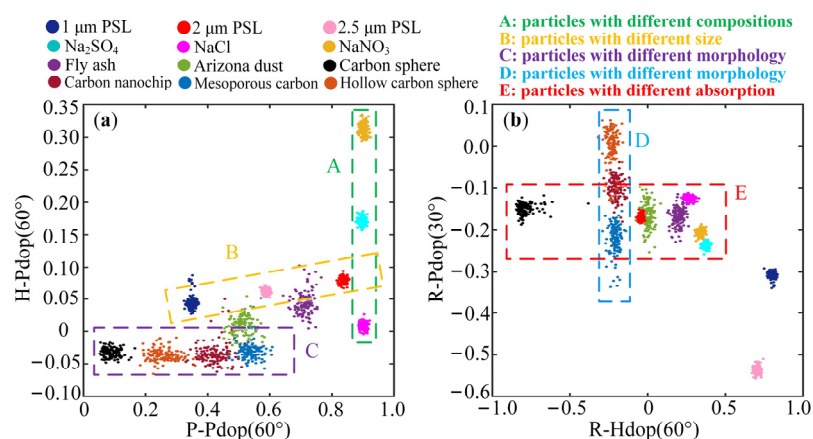 1 μm PSL 2 μm PSL 2.5 μm PSL
Na₂SO₄ NaCl NaNO₃
Fly ash Arizona dust Carbon sphere
Carbon nanochip Mesoporous carbon Hollow carbon sphere
A: particles with different compositions
B: particles with different size
C: particles with different morphology
D: particles with different morphology
E: particles with different absorption
(a)
A
B
C
0.35
0.30
0.25
0.20
0.15
0.10
0.05
0
−0.05
−0.10
H-Pdop(60°)
0 0.2 0.4 0.6 0.8 1.0
P-Pdop(60°)
(b)
D
E
0.1
0.0
−0.1
−0.2
−0.3
−0.4
−0.5
−0.6
R-Pdop(30°)
−1.0 −0.5 0 0.5 1.0
R-Hdop(60°)